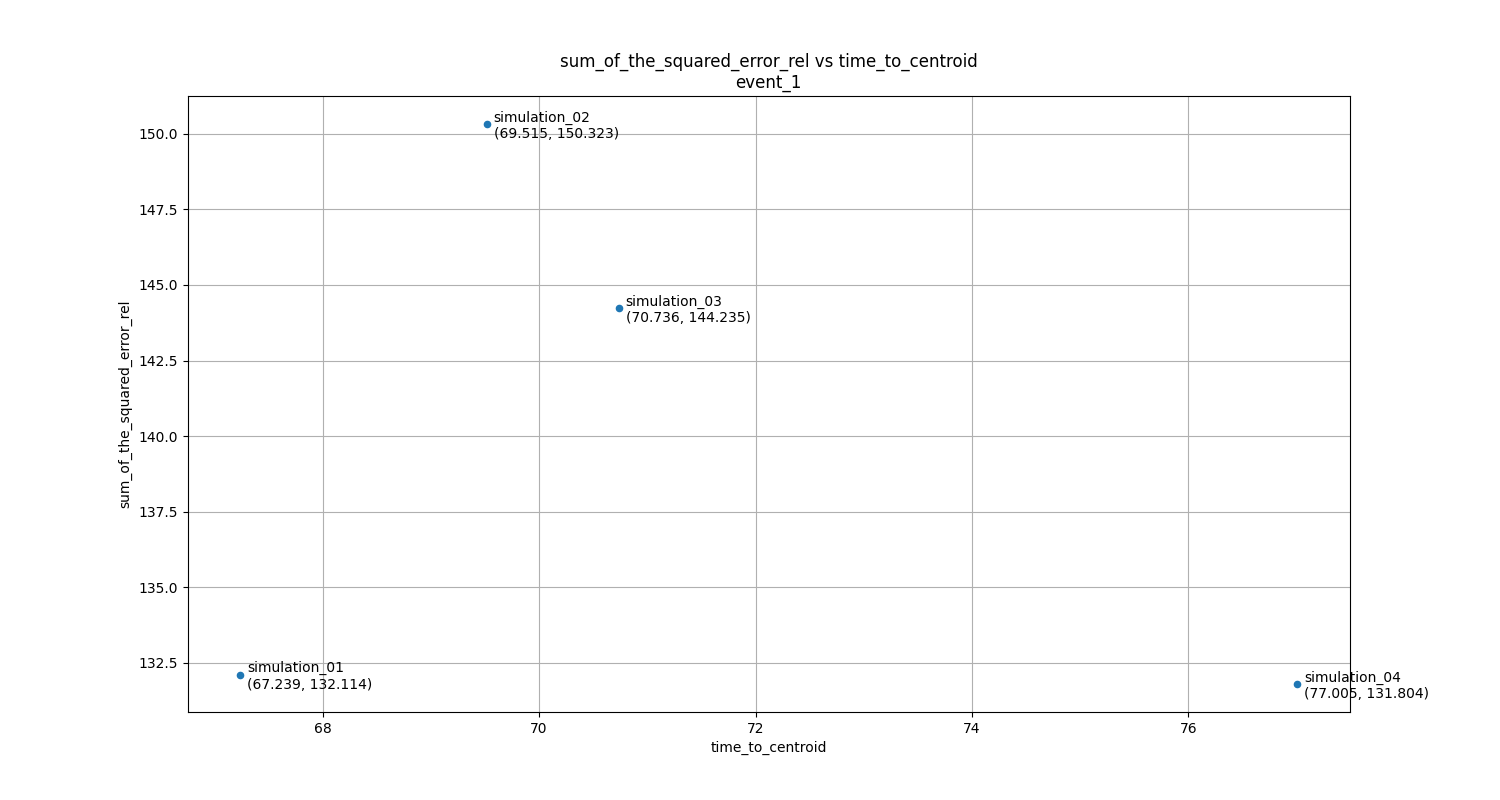 sum_of_the_squared_error_rel vs time_to_centroid
event_1
sum_of_the_squared_error_rel
150.0
147.5
145.0
142.5
140.0
137.5
135.0
132.5
simulation_02
(69.515, 150.323)
simulation_03
(70.736, 144.235)
simulation_01
(67.239, 132.114)
simulation_04
(77.005, 131.804)
68
70
72
74
76
time_to_centroid